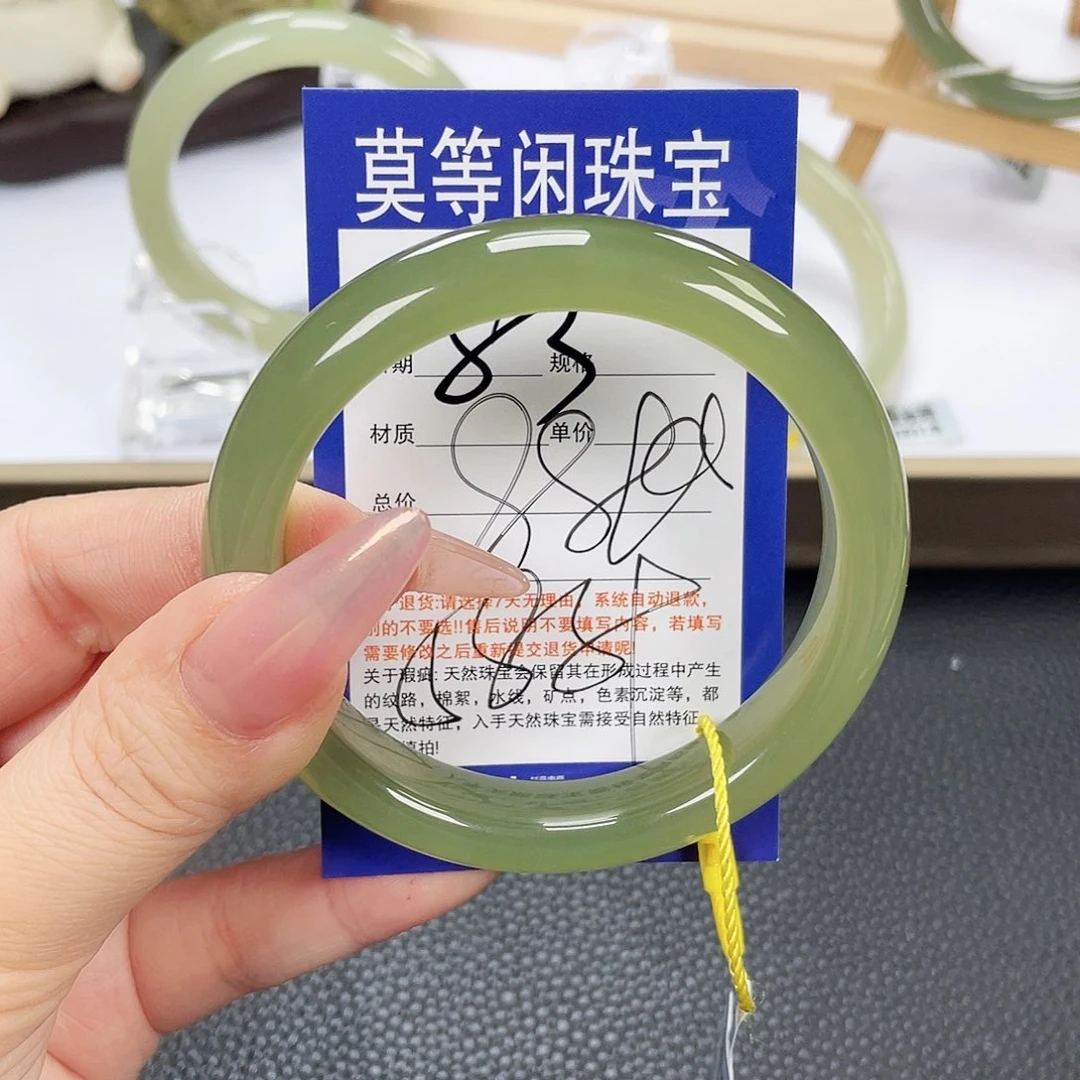 莫等闲珠宝
期 83 规格
材质 单价
总价
退货:请选择7天无理由,系统自动退款,
的不要选!!售后说明不要填写内容,若填写
需要修改之后重新提交退货申请呢!
关于瑕疵:天然珠宝会保留其在形成过程中产生
的纹路,棉絮,水线,矿点,色素沉淀等,都
是天然特征,入手天然珠宝需接受自然特征
慎拍!